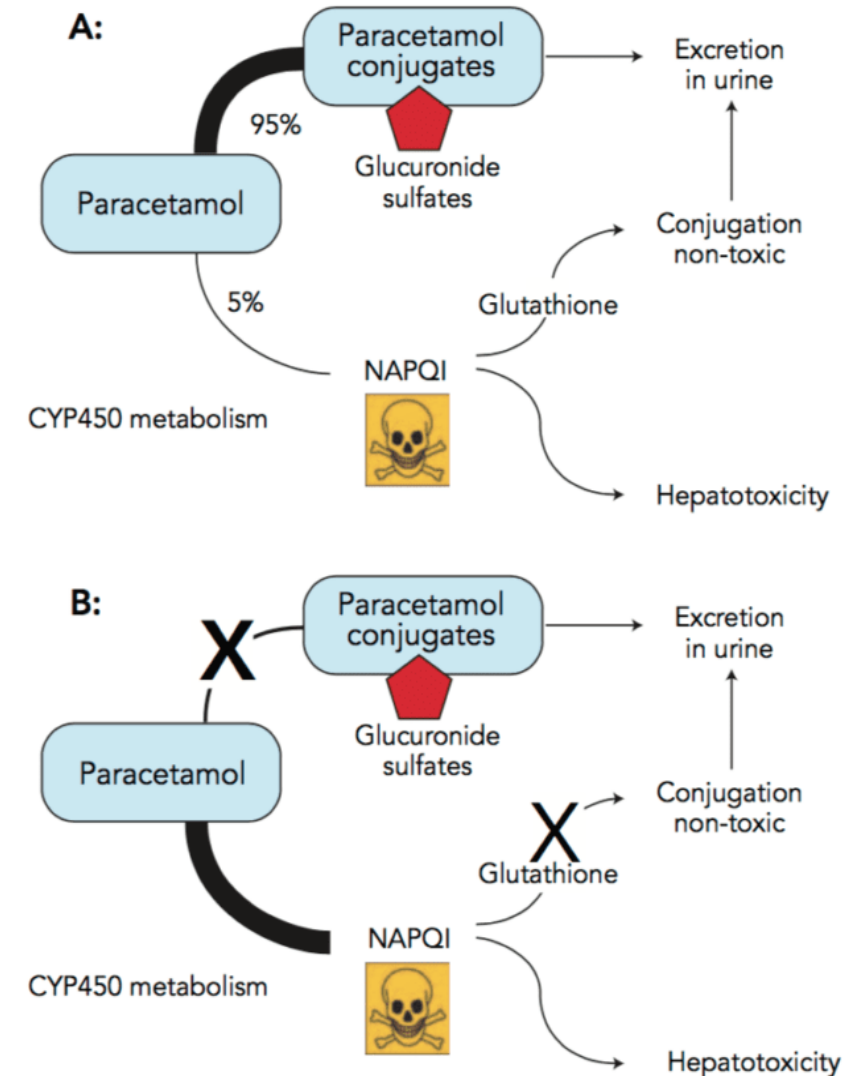 A:
Paracetamol
conjugates
Excretion
in urine
95%
Glucuronide
sulfates
Paracetamol
Conjugation
non-toxic
5%
Glutathione
NAPQI
CYP450 metabolism
Hepatotoxicity
B:
Paracetamol
conjugates
Excretion
in urine
X
Glucuronide
sulfates
Paracetamol
Conjugation
non-toxic
X
Glutathione
NAPQI
CYP450 metabolism
Hepatotoxicity